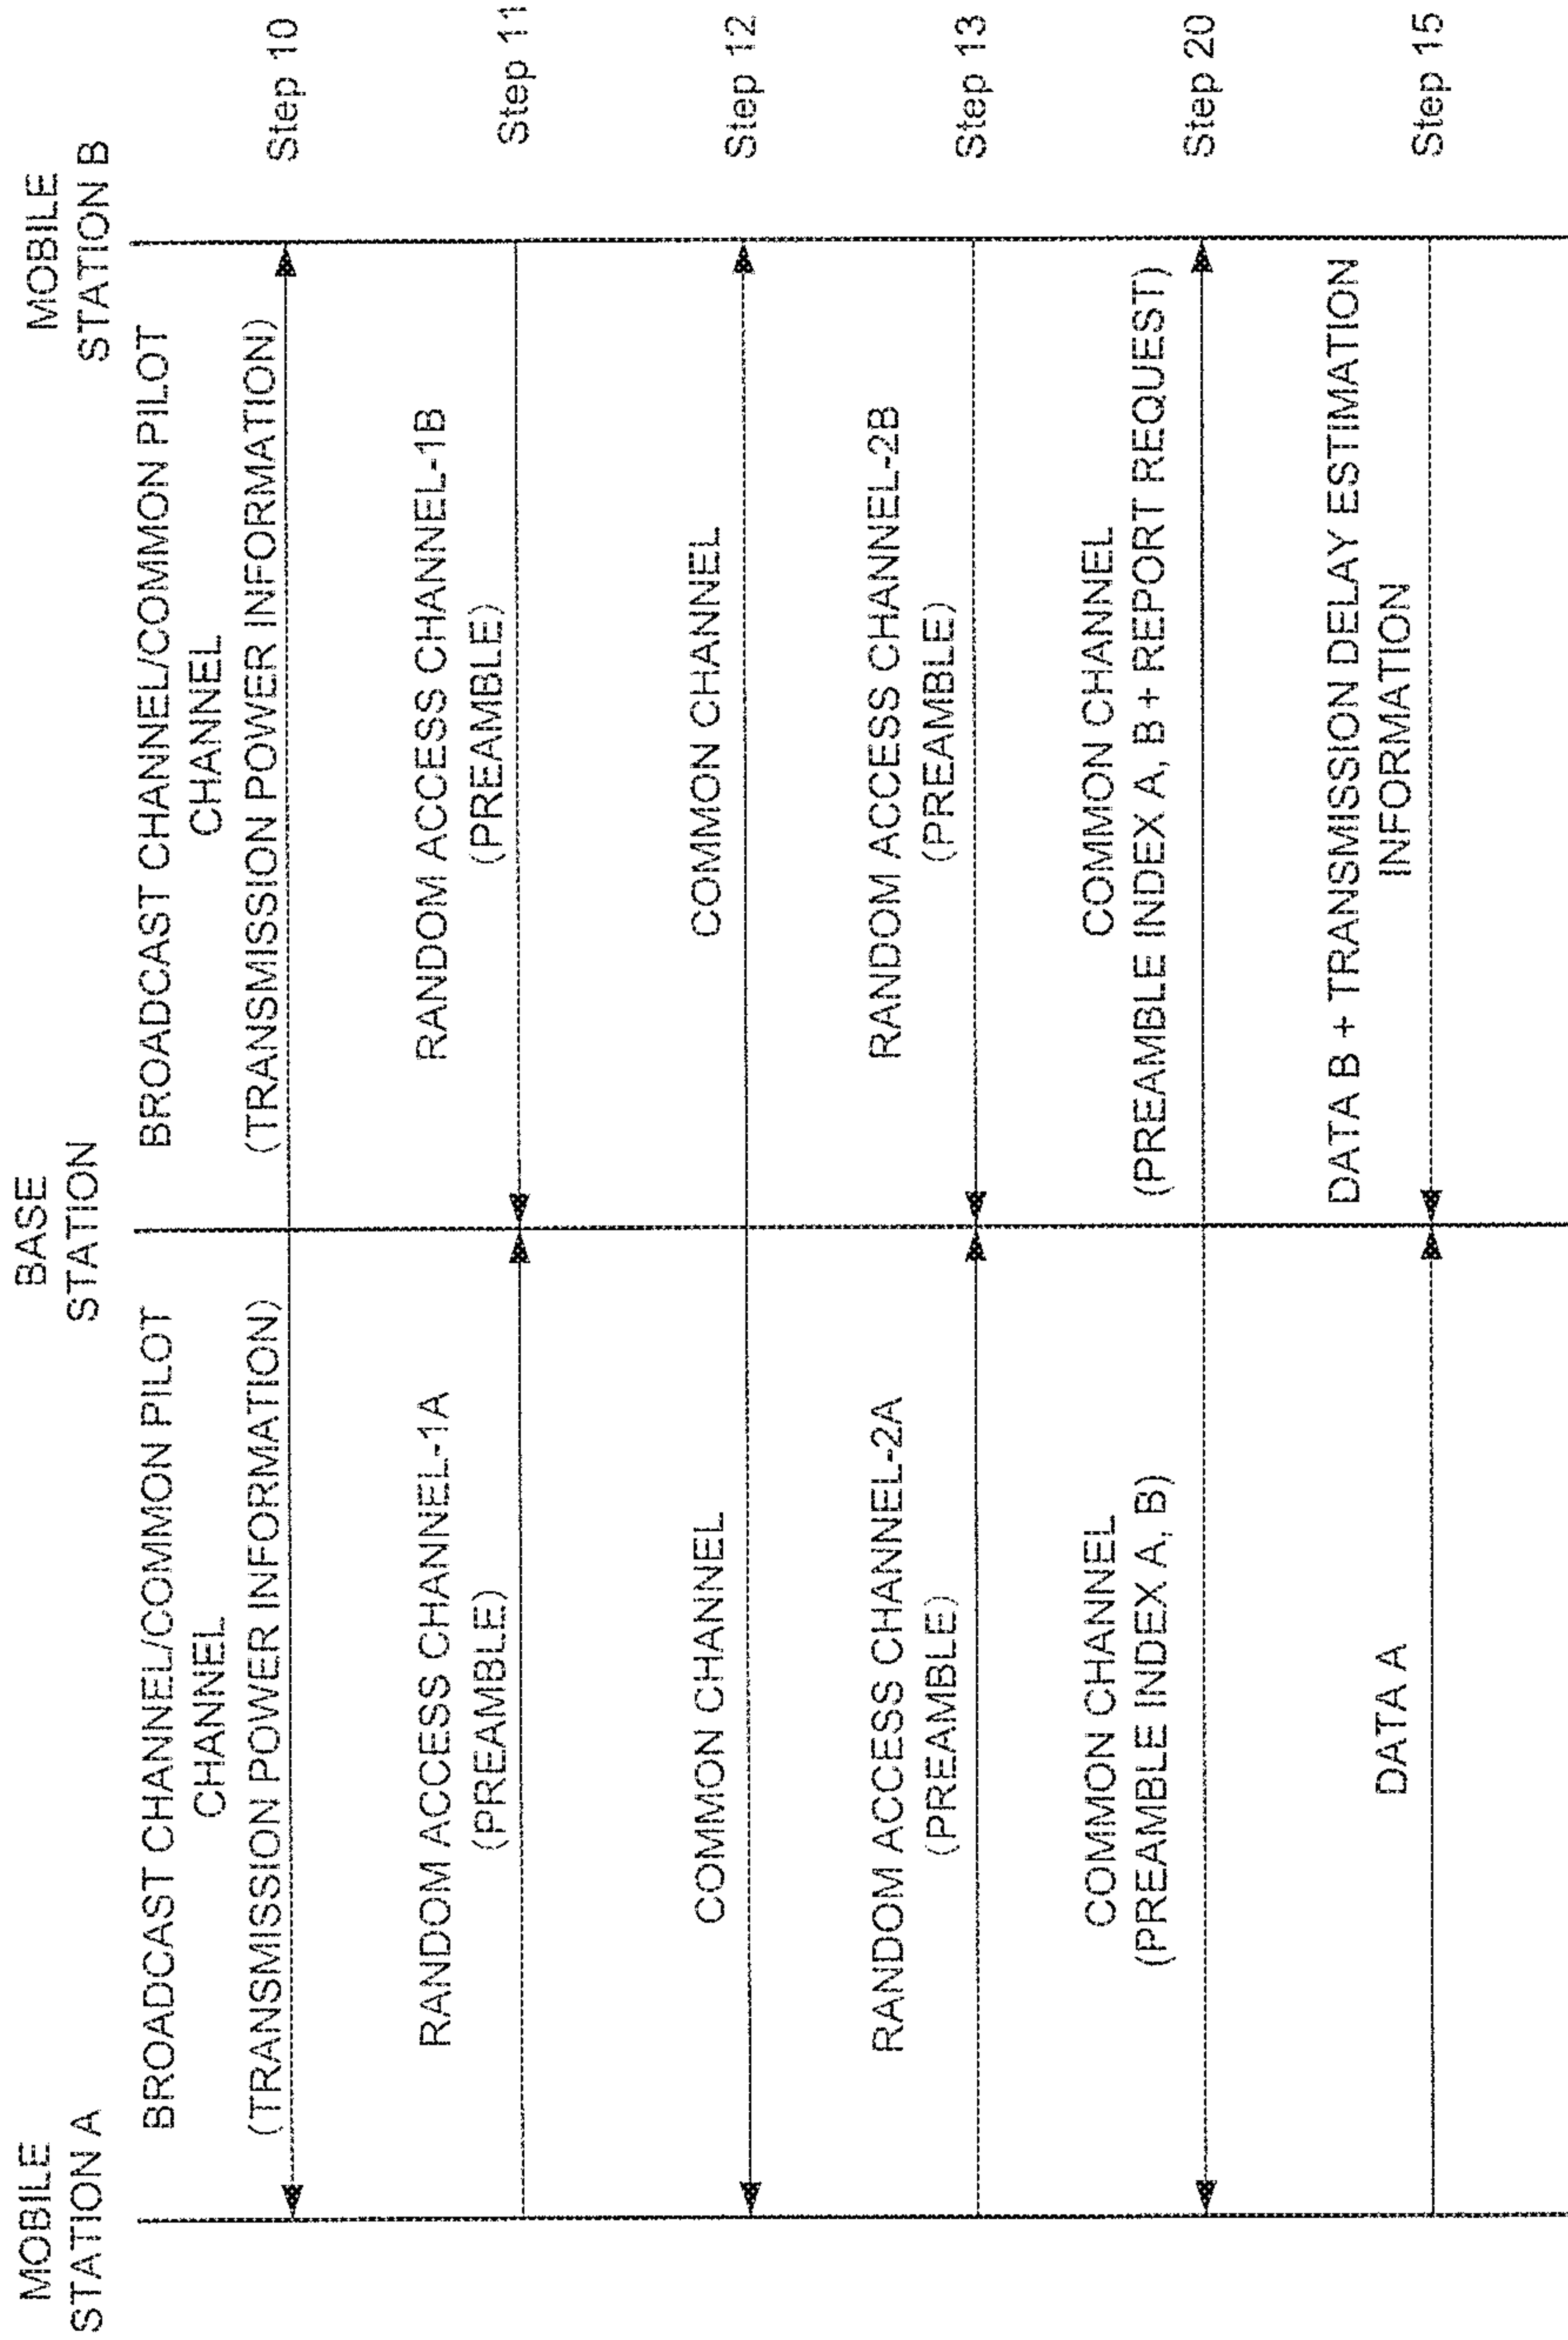 MOBILE
STATION A
BASE
STATION
MOBILE
STATION B
BROADCAST CHANNEL/COMMON PILOT
CHANNEL
(TRANSMISSION POWER INFORMATION)
BROADCAST CHANNEL/COMMON PILOT
CHANNEL
(TRANSMISSION POWER INFORMATION)
Step 10
RANDOM ACCESS CHANNEL-1A
(PREAMBLE)
RANDOM ACCESS CHANNEL-1B
(PREAMBLE)
Step 11
COMMON CHANNEL
COMMON CHANNEL
Step 12
RANDOM ACCESS CHANNEL-2A
(PREAMBLE)
RANDOM ACCESS CHANNEL-2B
(PREAMBLE)
Step 13
COMMON CHANNEL
(PREAMBLE INDEX A, B)
COMMON CHANNEL
(PREAMBLE INDEX A, B + REPORT REQUEST)
Step 20
DATA A
DATA B + TRANSMISSION DELAY ESTIMATION
INFORMATION
Step 15